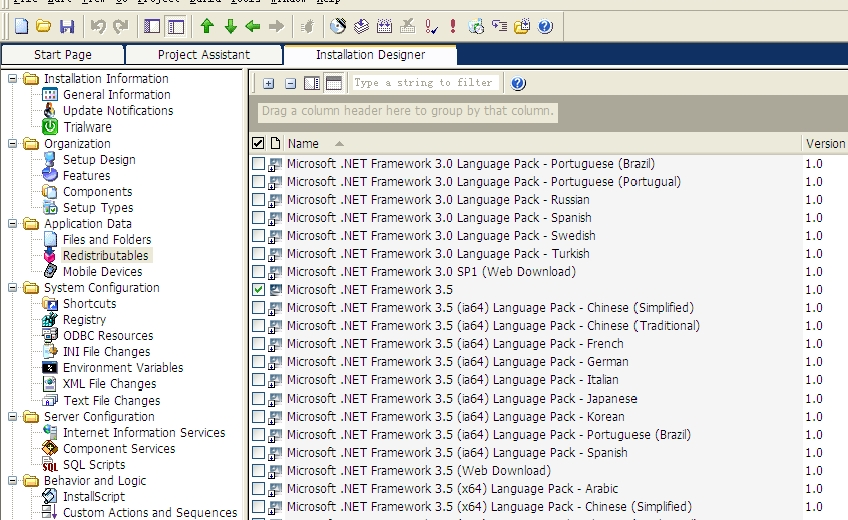 Start Page
Project Assistant
Installation Designer
Installation Information
General Information
Update Notifications
Trialware
Organization
Setup Design
Features
Components
Setup Types
Application Data
Files and Folders
Redistributables
Mobile Devices
System Configuration
Shortcuts
Registry
ODBC Resources
INI File Changes
Environment Variables
XML File Changes
Text File Changes
Server Configuration
Internet Information Services
Component Services
SQL Scripts
Behavior and Logic
InstallScript
Custom Actions and Sequences
Type a string to filter
Drag a column header here to group by that column.
Name Version
Microsoft .NET Framework 3.0 Language Pack - Portuguese (Brazil) 1.0
Microsoft .NET Framework 3.0 Language Pack - Portuguese (Portugual) 1.0
Microsoft .NET Framework 3.0 Language Pack - Russian 1.0
Microsoft .NET Framework 3.0 Language Pack - Spanish 1.0
Microsoft .NET Framework 3.0 Language Pack - Swedish 1.0
Microsoft .NET Framework 3.0 Language Pack - Turkish 1.0
Microsoft .NET Framework 3.0 SP1 (Web Download) 1.0
Microsoft .NET Framework 3.5 1.0
Microsoft .NET Framework 3.5 (ia64) Language Pack - Chinese (Simplified) 1.0
Microsoft .NET Framework 3.5 (ia64) Language Pack - Chinese (Traditional) 1.0
Microsoft .NET Framework 3.5 (ia64) Language Pack - French 1.0
Microsoft .NET Framework 3.5 (ia64) Language Pack - German 1.0
Microsoft .NET Framework 3.5 (ia64) Language Pack - Italian 1.0
Microsoft .NET Framework 3.5 (ia64) Language Pack - Japanese 1.0
Microsoft .NET Framework 3.5 (ia64) Language Pack - Korean 1.0
Microsoft .NET Framework 3.5 (ia64) Language Pack - Portuguese (Brazil) 1.0
Microsoft .NET Framework 3.5 (ia64) Language Pack - Spanish 1.0
Microsoft .NET Framework 3.5 (Web Download) 1.0
Microsoft .NET Framework 3.5 (x64) Language Pack - Arabic 1.0
Microsoft .NET Framework 3.5 (x64) Language Pack - Chinese (Simplified) 1.0